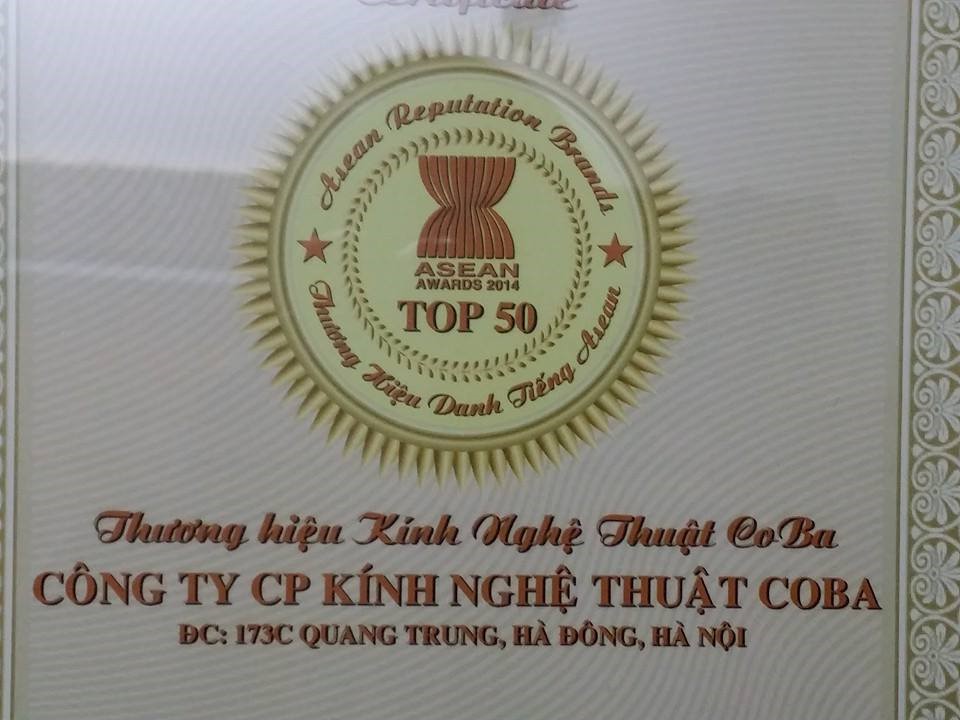 Certificate
Asean Reputation Brands
ASEAN
AWARDS 2014
TOP 50
Thương Hiệu Danh Tiếng Asean
Thương hiệu Kính Nghệ Thuật CoBa
CÔNG TY CP KÍNH NGHỆ THUẬT COBA
ĐC: 173C QUANG TRUNG, HÀ ĐÔNG, HÀ NỘI